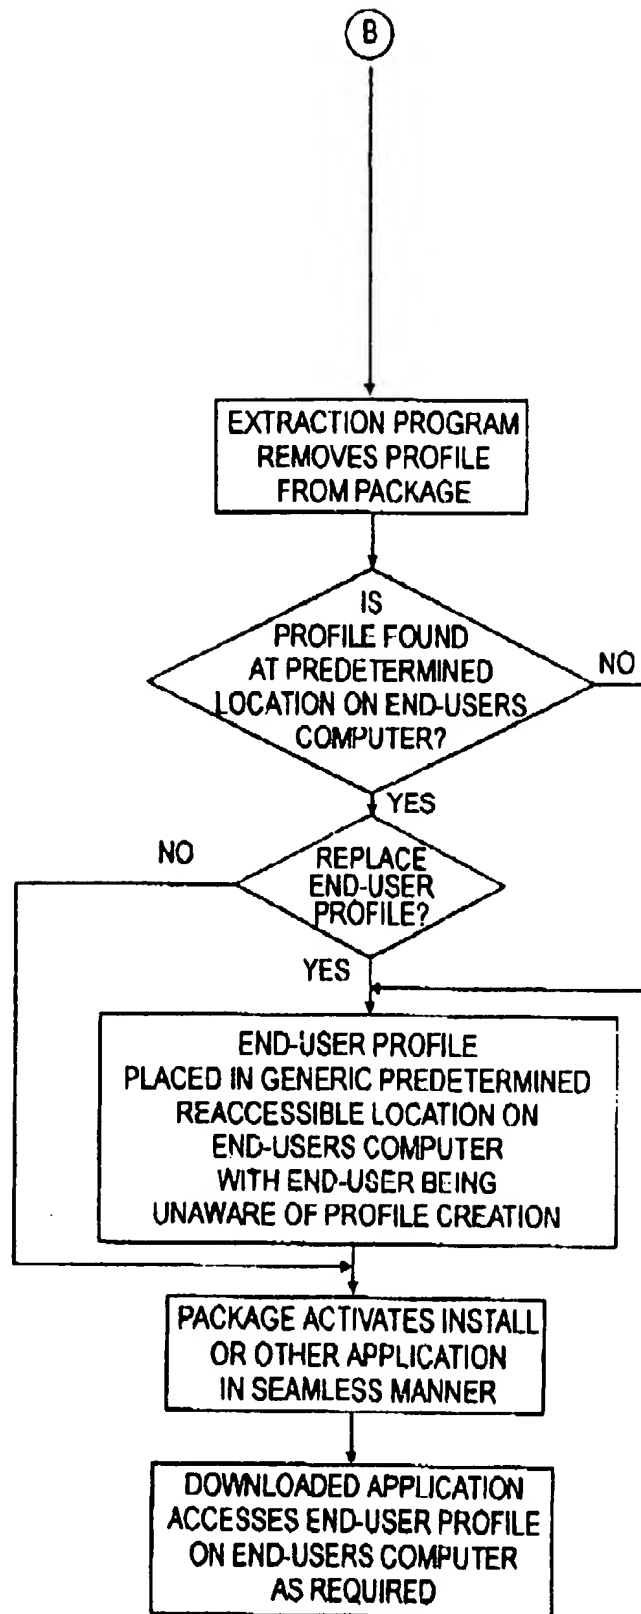 B
EXTRACTION PROGRAM
REMOVES PROFILE
FROM PACKAGE
IS
PROFILE FOUND
AT PREDETERMINED
LOCATION ON END-USERS
COMPUTER?
NO
YES
NO
REPLACE
END-USER
PROFILE?
YES
END-USER PROFILE
PLACED IN GENERIC PREDETERMINED
REACCESSIBLE LOCATION ON
END-USERS COMPUTER
WITH END-USER BEING
UNAWARE OF PROFILE CREATION
PACKAGE ACTIVATES INSTALL
OR OTHER APPLICATION
IN SEAMLESS MANNER
DOWNLOADED APPLICATION
ACCESSES END-USER PROFILE
ON END-USERS COMPUTER
AS REQUIRED